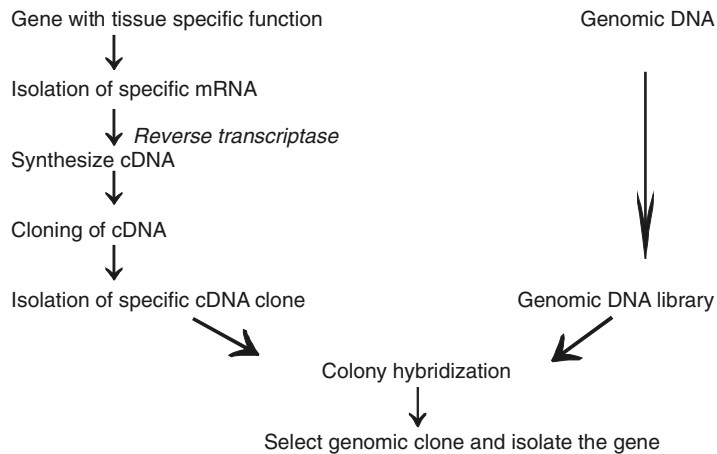 Gene with tissue specific function
Genomic DNA
Isolation of specific mRNA
Reverse transcriptase
Synthesize cDNA
Cloning of cDNA
Isolation of specific cDNA clone
Genomic DNA library
Colony hybridization
Select genomic clone and isolate the gene